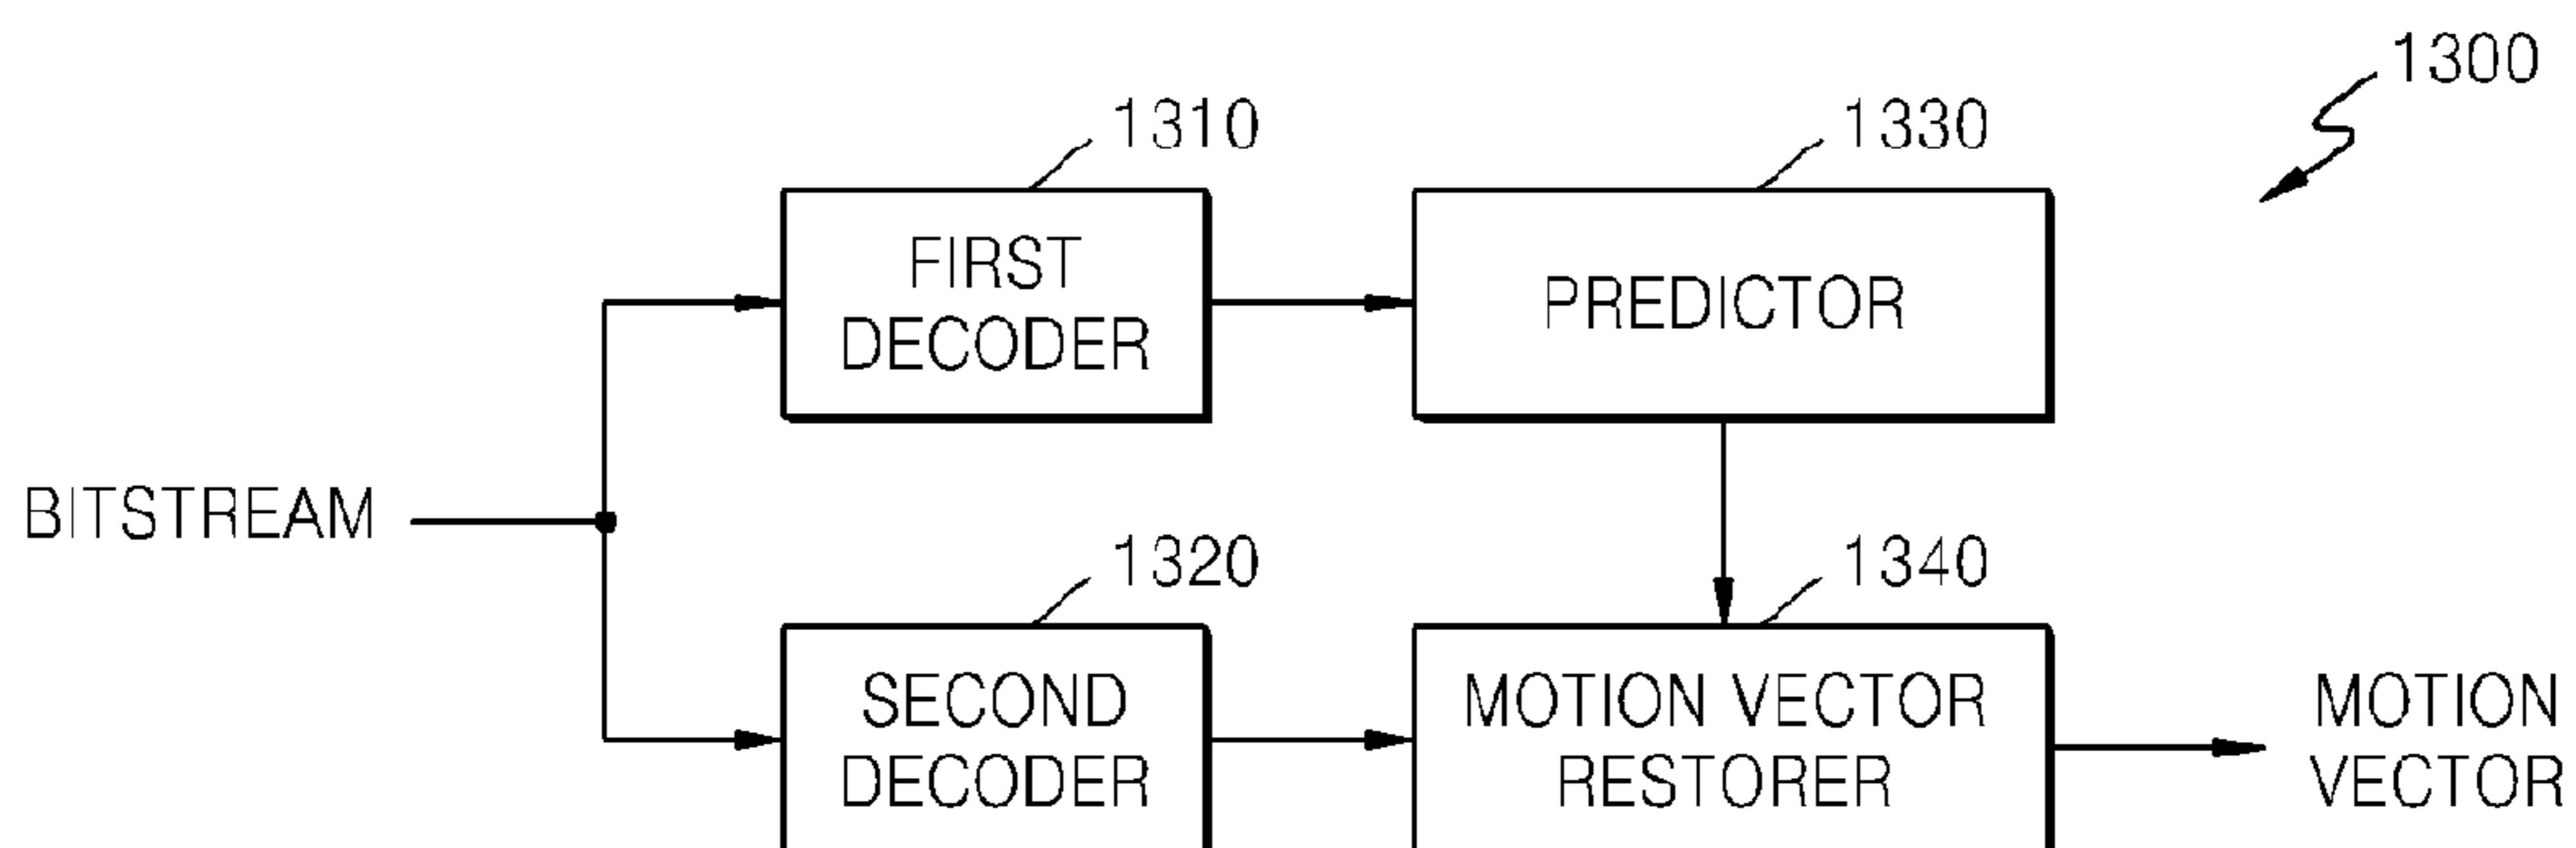 1300
1310
1330
FIRST
DECODER
PREDICTOR
BITSTREAM
1320
1340
SECOND
DECODER
MOTION VECTOR
RESTORER
MOTION
VECTOR